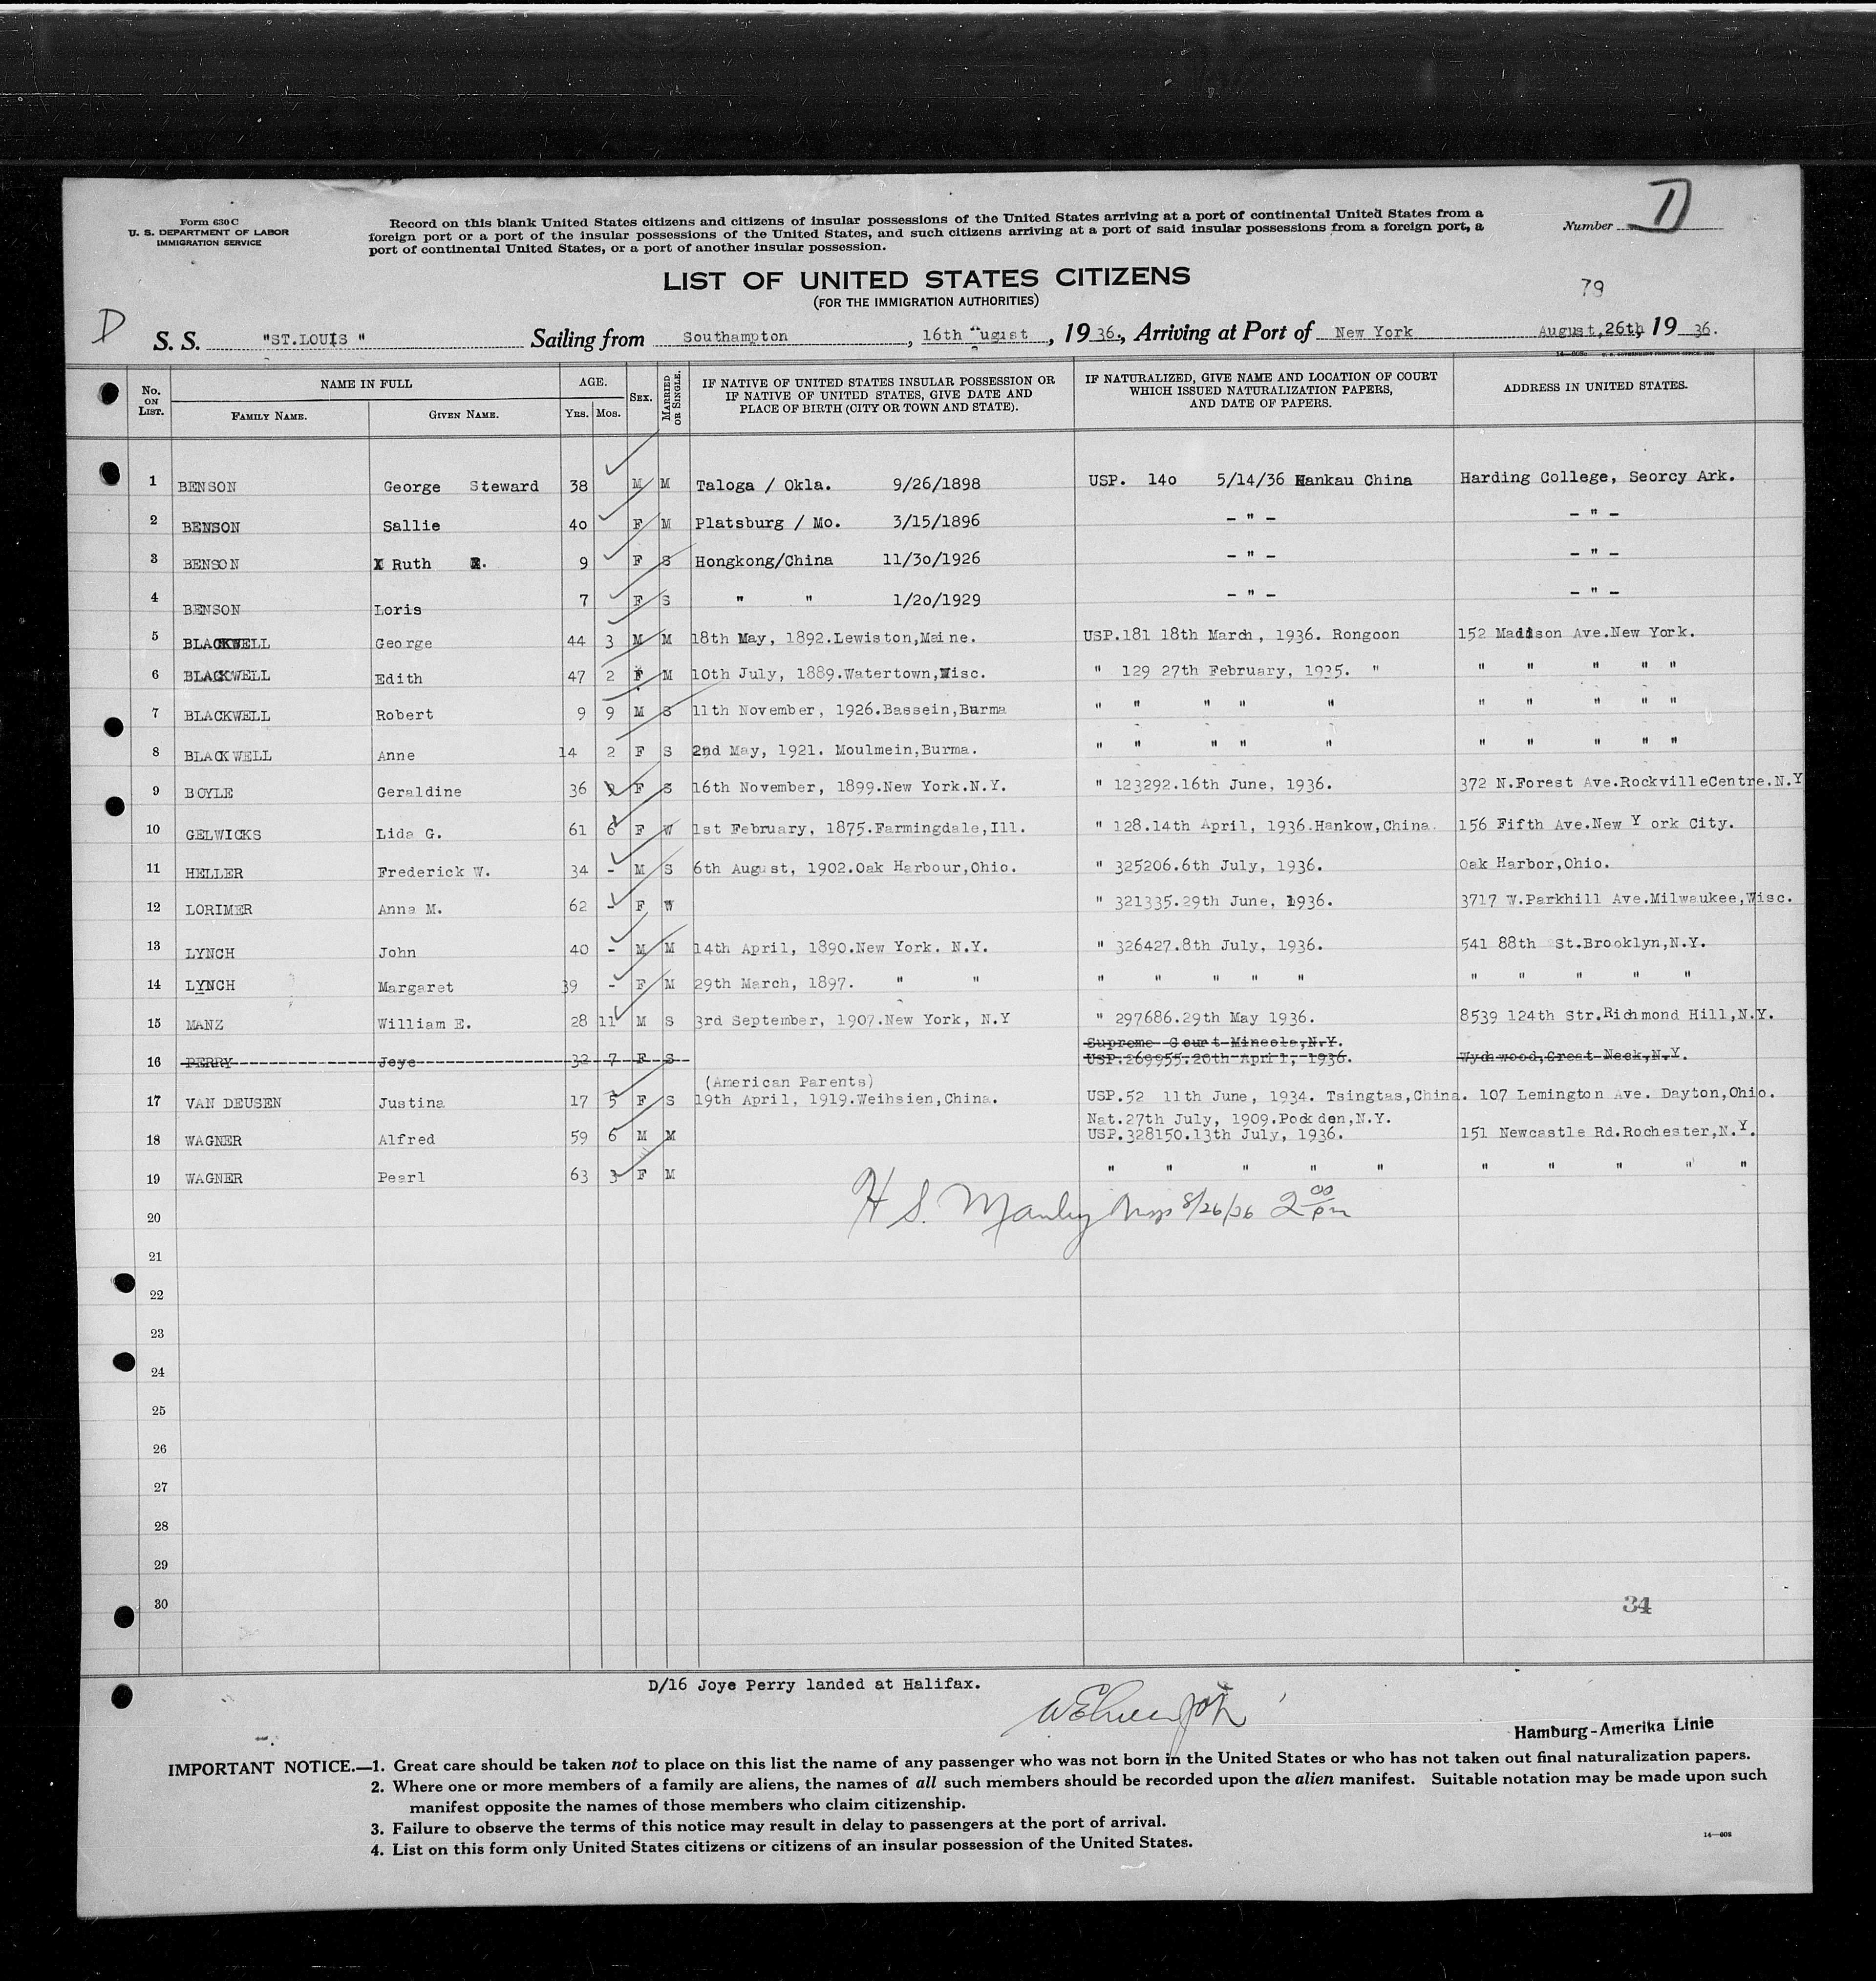 Form 630 C
U. S. DEPARTMENT OF LABOR
IMMIGRATION SERVICE
Record on this blank United States citizens and citizens of insular possessions of the United States arriving at a port of continental United States from a
foreign port or a port of the insular possessions of the United States, and such citizens arriving at a port of said insular possessions from a foreign port, a
port of continental United States, or a port of another insular possession.
Number D
LIST OF UNITED STATES CITIZENS
(FOR THE IMMIGRATION AUTHORITIES)
79
D
S. S. "ST.LOUIS " Sailing from Southampton, 16th August, 1936., Arriving at Port of New York August,26th, 1936.
No. ON LIST. NAME IN FULL FAMILY NAME. GIVEN NAME. AGE. YRS. MOS. SEX. MARRIED OR SINGLE. IF NATIVE OF UNITED STATES INSULAR POSSESSION OR IF NATIVE OF UNITED STATES, GIVE DATE AND PLACE OF BIRTH (CITY OR TOWN AND STATE). IF NATURALIZED, GIVE NAME AND LOCATION OF COURT WHICH ISSUED NATURALIZATION PAPERS, AND DATE OF PAPERS. ADDRESS IN UNITED STATES.
1 BENSON George Steward 38 M M Taloga / Okla. 9/26/1898 USP. 14o 5/14/36 Hankau China Harding College, Seorcy Ark.
2 BENSON Sallie 4o F M Platsburg / Mo. 3/15/1896 - " - - " -
3 BENSON Ruth 9 F S Hongkong/China 11/3o/1926 - " - - " -
4 BENSON Loris 7 F S " " 1/2o/1929 - " - - " -
5 BLACKWELL George 44 3 M M 18th May, 1892.Lewiston,Maine. USP.181 18th March, 1936. Rongoon 152 Madison Ave.New York.
6 BLACKWELL Edith 47 2 F M 10th July, 1889.Watertown,Wisc. " 129 27th February, 1935. " " " " " "
7 BLACKWELL Robert 9 9 M S 11th November, 1926.Bassein,Burma " " " " " " " " " "
8 BLACKWELL Anne 14 2 F S 2nd May, 1921. Moulmein,Burma. " " " " " " " " " "
9 BOYLE Geraldine 36 9 F S 16th November, 1899.New York.N.Y. " 123292.16th June, 1936. 372 N.Forest Ave.RockvilleCentre.N.Y
10 GELWICKS Lida G. 61 6 F W 1st February, 1875.Farmingdale,Ill. " 128.14th April, 1936.Hankow,China. 156 Fifth Ave.New Y ork City.
11 HELLER Frederick W. 34 - M S 6th August, 1902.Oak Harbour,Ohio. " 325206.6th July, 1936. Oak Harbor,Ohio.
12 LORIMER Anna M. 62 - F W " 321335.29th June, 1936. 3717 W.Parkhill Ave.Milwaukee,Wisc.
13 LYNCH John 40 - M M 14th April, 1890.New York. N.Y. " 326427.8th July, 1936. 541 88th St.Brooklyn,N.Y.
14 LYNCH Margaret 39 - F M 29th March, 1897. " " " " " " " " " " " "
15 MANZ William E. 28 11 M S 3rd September, 1907.New York, N.Y " 297686.29th May 1936. 8539 124th Str.Richmond Hill,N.Y.
Supreme Court Mineola,N.Y.
16 PERRY Joye 32 7 F S USP.269955.20th April, 1936. Wychwood,Great Neck,N.Y.
(American Parents)
17 VAN DEUSEN Justina 17 5 F S 19th April, 1919.Weihsien,China. USP.52 11th June, 1934. Tsingtas,China. 107 Lemington Ave. Dayton,Ohio.
Nat.27th July, 1909.Pockden,N.Y.
18 WAGNER Alfred 59 6 M M USP.328150.13th July, 1936. 151 Newcastle Rd.Rochester,N.Y.
19 WAGNER Pearl 63 3 F M " " " " " " " " " "
H S. Manley Insp 8/26/36 2 00 pm
20
21
22
23
24
25
26
27
28
29
30
34
D/16 Joye Perry landed at Halifax.
Hamburg-Amerika Linie
IMPORTANT NOTICE.—1. Great care should be taken not to place on this list the name of any passenger who was not born in the United States or who has not taken out final naturalization papers.
2. Where one or more members of a family are aliens, the names of all such members should be recorded upon the alien manifest. Suitable notation may be made upon such
manifest opposite the names of those members who claim citizenship.
3. Failure to observe the terms of this notice may result in delay to passengers at the port of arrival.
4. List on this form only United States citizens or citizens of an insular possession of the United States.
14—608